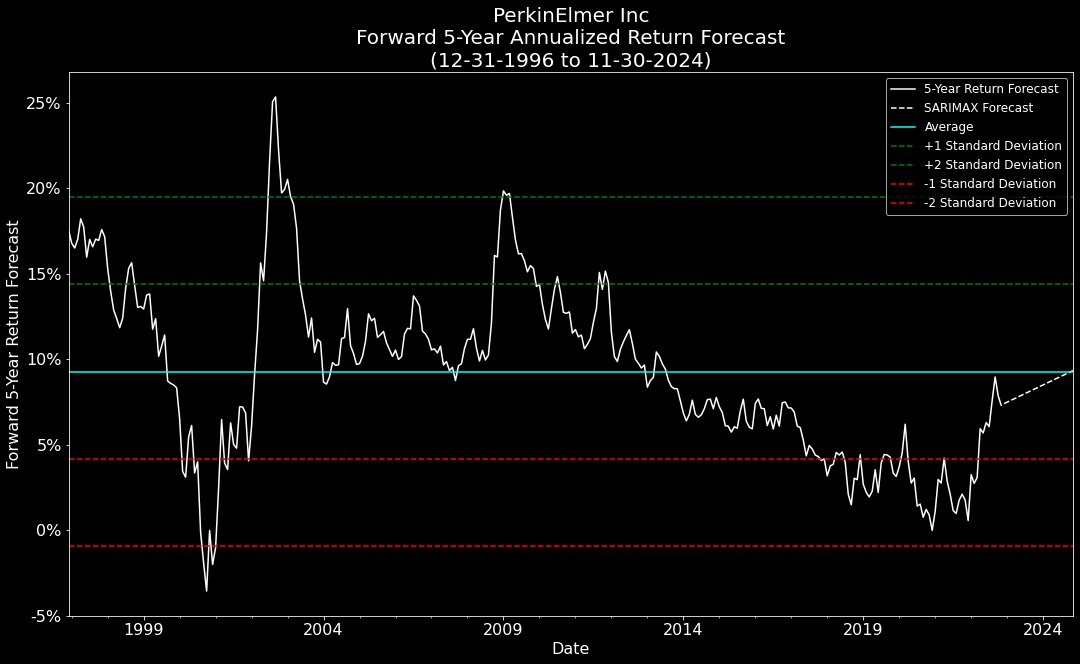 PerkinElmer Inc
Forward 5-Year Annualized Return Forecast
(12-31-1996 to 11-30-2024)
5-Year Return Forecast
SARIMAX Forecast
Average
+1 Standard Deviation
+2 Standard Deviation
-1 Standard Deviation
-2 Standard Deviation
Forward 5-Year Return Forecast
25%
20%
15%
10%
5%
0%
-5%
1999 2004 2009 2014 2019 2024
Date